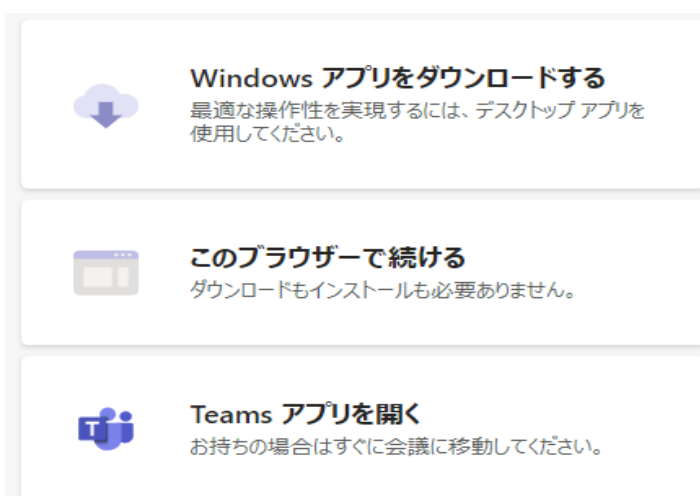 Windows アプリをダウンロードする
最適な操作性を実現するには、デスクトップ アプリを
使用してください。
このブラウザーで続ける
ダウンロードもインストールも必要ありません。
T
Teams アプリを開く
お持ちの場合はすぐに会議に移動してください。